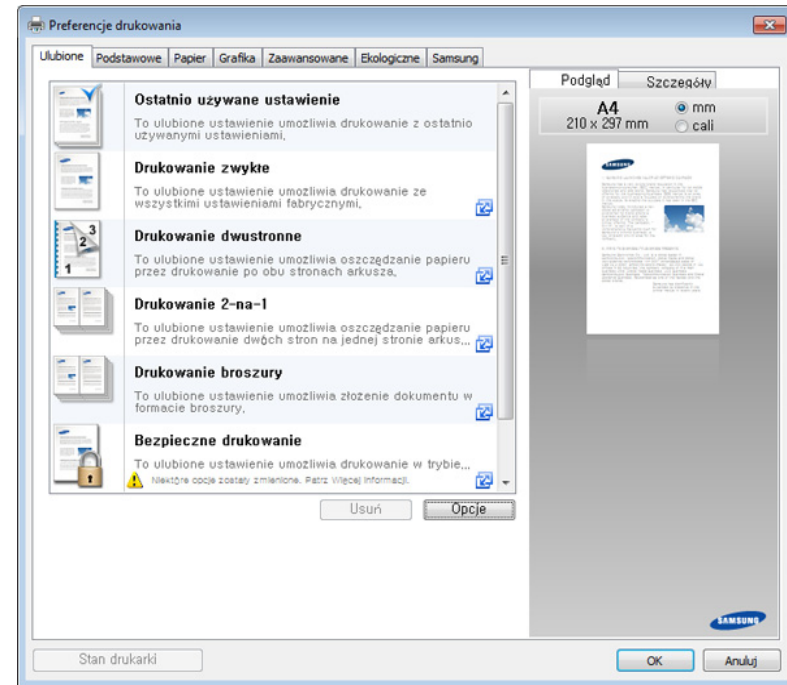 Preferencje drukowania
Ulubione Podstawowe Papier Grafika Zaawansowane Ekologiczne Samsung
Ostatnio używane ustawienie
To ulubione ustawienie umożliwia drukowanie z ostatnio
używanymi ustawieniami.
Drukowanie zwykłe
To ulubione ustawienie umożliwia drukowanie ze
wszystkimi ustawieniami fabrycznymi.
3
2
1
Drukowanie dwustronne
To ulubione ustawienie umożliwia oszczędzanie papieru
przez drukowanie po obu stronach arkusza.
Drukowanie 2-na-1
To ulubione ustawienie umożliwia oszczędzanie papieru
przez drukowanie dwóch stron na jednej stronie arkus...
Drukowanie broszury
To ulubione ustawienie umożliwia złożenie dokumentu w
formacie broszury.
Bezpieczne drukowanie
To ulubione ustawienie umożliwia drukowanie w trybie...
Niektóre opcje zostały zmienione. Patrz Więcej informacji.
Usuń Opcje
Podgląd Szczegóły
A4 mm
210 x 297 mm cali
SAMSUNG
Stan drukarki OK Anuluj